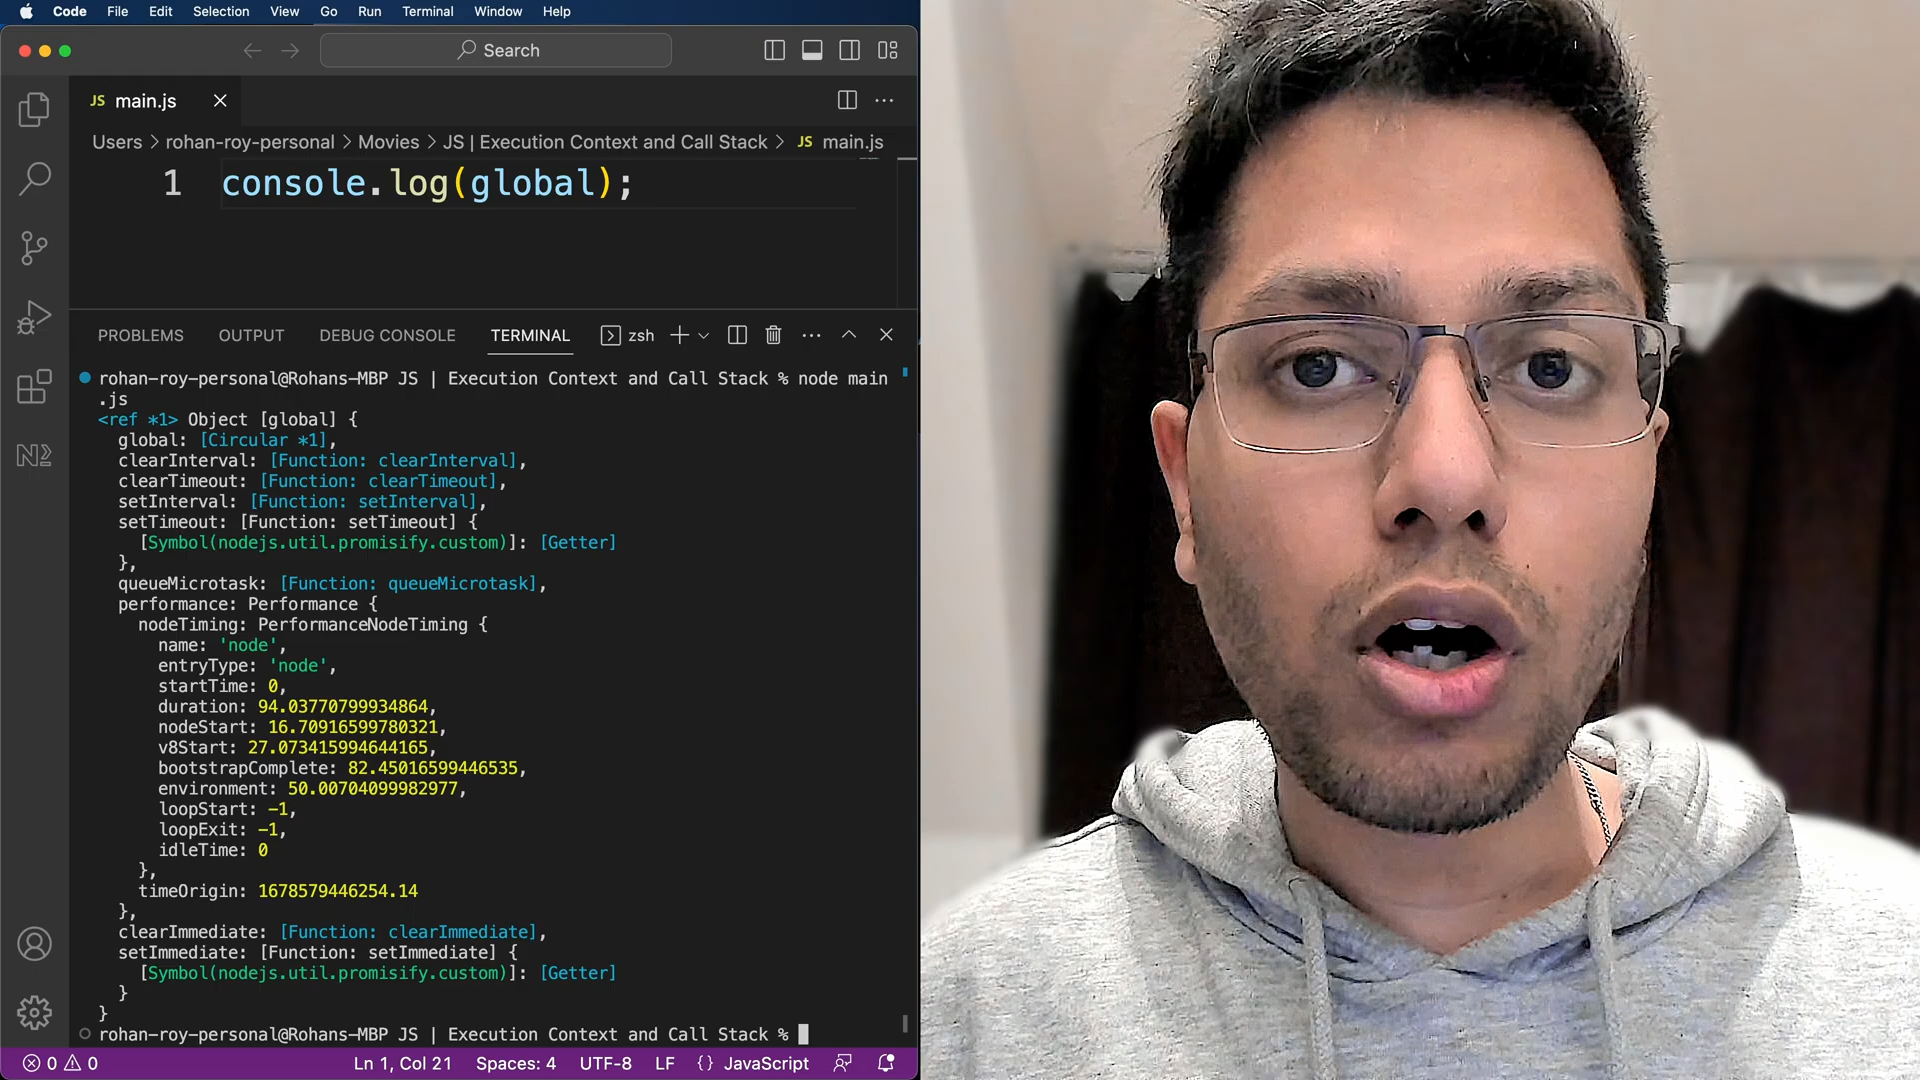 Code File Edit Selection View Go Run Terminal Window Help
Search
JS main.js
Users > rohan-roy-personal > Movies > JS | Execution Context and Call Stack > JS main.js
1 console.log(global);
PROBLEMS OUTPUT DEBUG CONSOLE TERMINAL zsh
rohan-roy-personal@Rohans-MBP JS | Execution Context and Call Stack % node main
.js
<ref *1> Object [global] {
global: [Circular *1],
clearInterval: [Function: clearInterval],
clearTimeout: [Function: clearTimeout],
setInterval: [Function: setInterval],
setTimeout: [Function: setTimeout] {
[Symbol(nodejs.util.promisify.custom)]: [Getter]
},
queueMicrotask: [Function: queueMicrotask],
performance: Performance {
nodeTiming: PerformanceNodeTiming {
name: 'node',
entryType: 'node',
startTime: 0,
duration: 94.03770799934864,
nodeStart: 16.70916599780321,
v8Start: 27.073415994644165,
bootstrapComplete: 82.45016599446535,
environment: 50.00704099982977,
loopStart: -1,
loopExit: -1,
idleTime: 0
},
timeOrigin: 1678579446254.14
},
clearImmediate: [Function: clearImmediate],
setImmediate: [Function: setImmediate] {
[Symbol(nodejs.util.promisify.custom)]: [Getter]
}
}
rohan-roy-personal@Rohans-MBP JS | Execution Context and Call Stack %
0 0 Ln 1, Col 21 Spaces: 4 UTF-8 LF {} JavaScript